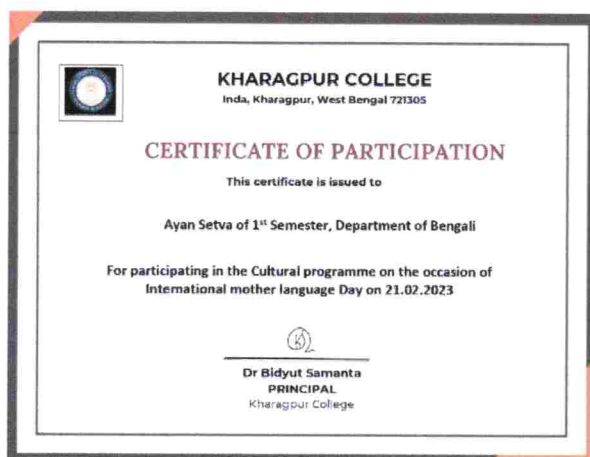 KHARAGPUR COLLEGE
Inda, Kharagpur, West Bengal 721305
CERTIFICATE OF PARTICIPATION
This certificate is issued to
Ayan Setva of 1st Semester, Department of Bengali
For participating in the Cultural programme on the occasion of
International mother language Day on 21.02.2023
Dr Bidyut Samanta
PRINCIPAL
Kharagpur College